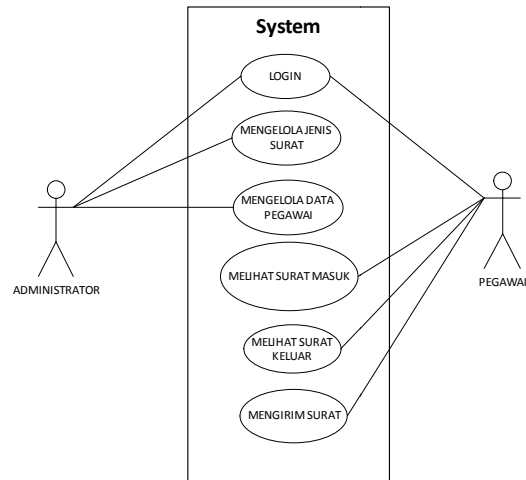 System
LOGIN
MENGELOLA JENIS
SURAT
MENGELOLA DATA
PEGAWAI
MELIHAT SURAT MASUK
MELIHAT SURAT
KELUAR
MENGIRIM SURAT
ADMINISTRATOR
PEGAWAI